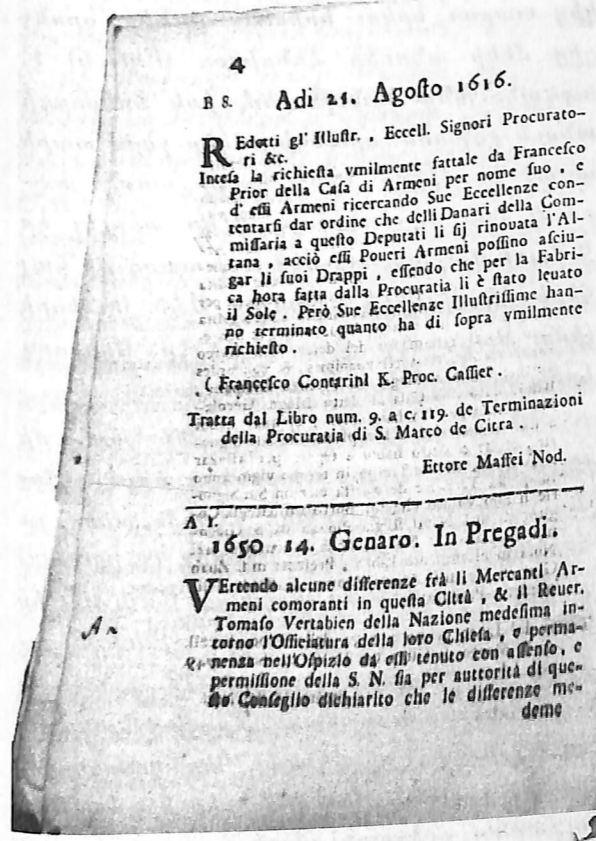 4
B 8. Adì 21. Agoſto 1616.
REdotti gl' Illuſtr. , Eccell. Signori Procurato-
ri &c.
Inteſa la richieſta vmilmente fattale da Franceſco
Prior della Caſa di Armeni per nome ſuo , e
d' eſſi Armeni ricercando Sue Eccellenze con-
tentarſi dar ordine che delli Danari della Com-
miſſaria a queſto Deputati li ſij rinouata l'Al-
tana , acciò eſſi Poueri Armeni poſſino aſciu-
gar li ſuoi Drappi , eſſendo che per la Fabri-
ca hora fatta dalla Procuratia li è ſtato leuato
il Sole . Però Sue Eccellenze Illuſtriſſime han-
no terminato quanto ha di ſopra vmilmente
richieſto .
( Franceſco Contarini K. Proc. Caſſier .
Tratta dal Libro num. 9. a c. 119. de Terminazioni
della Procuratia di S. Marco de Citra .
Ettore Maffei Nod.
A Y.
1650 14. Genaro. In Pregadi.
VErtendo alcune differenze frà li Mercanti Ar-
meni comoranti in queſta Città , & il Reuer.
Tomaſo Vertabien della Nazione medeſima in-
torno l'Officiatura della loro Chieſa , o perma-
nenza nell'Oſpizio da eſſi tenuto con aſſenſo, e
permiſſione della S. N. ſia per auttorità di que-
ſto Conſeglio dichiarito che le differenze me-
deme